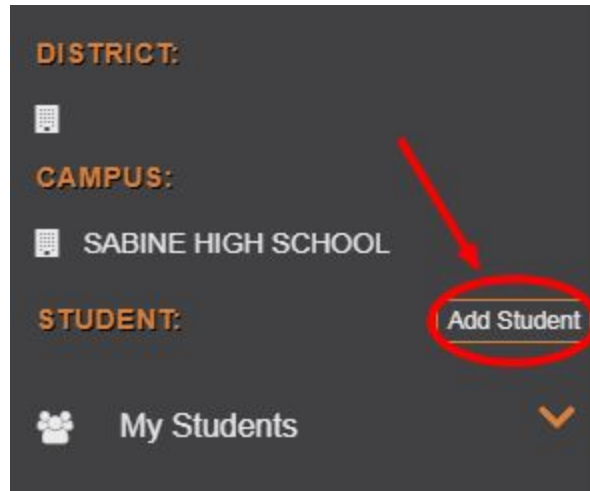 DISTRICT:
CAMPUS:
SABINE HIGH SCHOOL
STUDENT:
Add Student
My Students